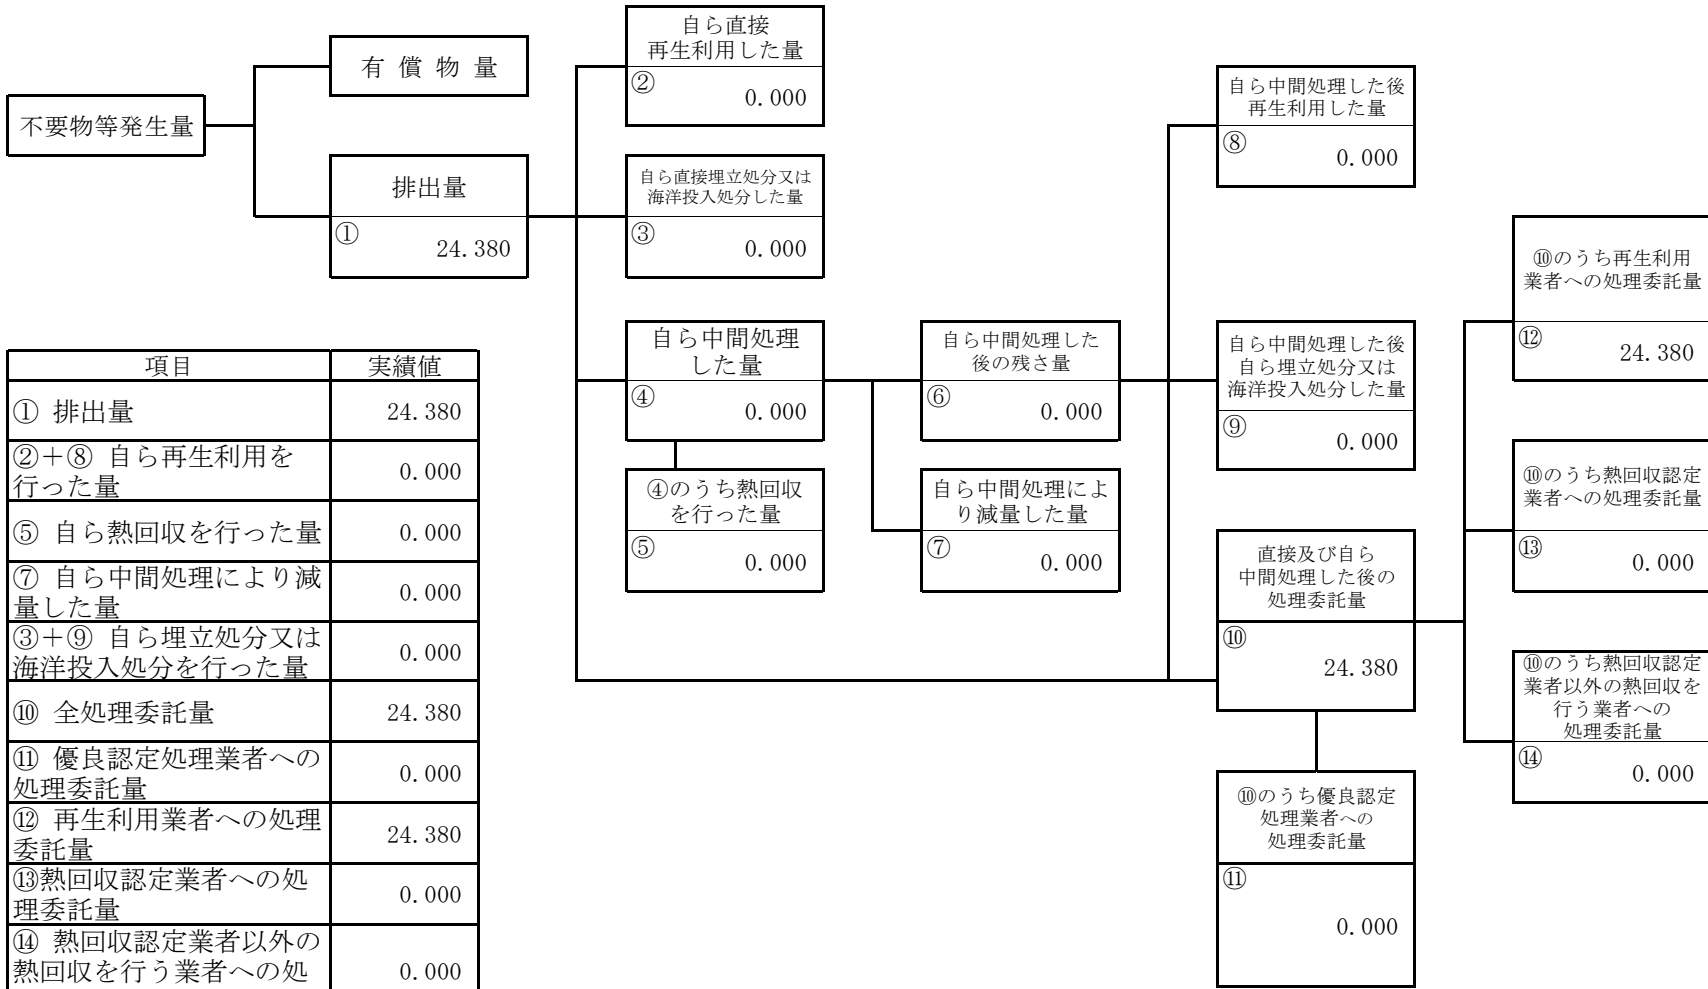 不要物等発生量
有 償 物 量
排出量
①
24.380
自ら直接
再生利用した量
②
0.000
自ら直接埋立処分又は
海洋投入処分した量
③
0.000
自ら中間処理
した量
④
0.000
④のうち熱回収
を行った量
⑤
0.000
自ら中間処理した
後の残さ量
⑥
0.000
自ら中間処理によ
り減量した量
⑦
0.000
自ら中間処理した後
再生利用した量
⑧
0.000
自ら中間処理した後
自ら埋立処分又は
海洋投入処分した量
⑨
0.000
直接及び自ら
中間処理した後の
処理委託量
⑩
24.380
⑩のうち優良認定
処理業者への
処理委託量
⑪
0.000
⑩のうち再生利用
業者への処理委託量
⑫
24.380
⑩のうち熱回収認定
業者への処理委託量
⑬
0.000
⑩のうち熱回収認定
業者以外の熱回収を
行う業者への
処理委託量
⑭
0.000
項目 実績値
① 排出量 24.380
②＋⑧ 自ら再生利用を
行った量 0.000
⑤ 自ら熱回収を行った量 0.000
⑦ 自ら中間処理により減
量した量 0.000
③＋⑨ 自ら埋立処分又は
海洋投入処分を行った量 0.000
⑩ 全処理委託量 24.380
⑪ 優良認定処理業者への
処理委託量 0.000
⑫ 再生利用業者への処理
委託量 24.380
⑬熱回収認定業者への処
理委託量 0.000
⑭ 熱回収認定業者以外の
熱回収を行う業者への処 0.000